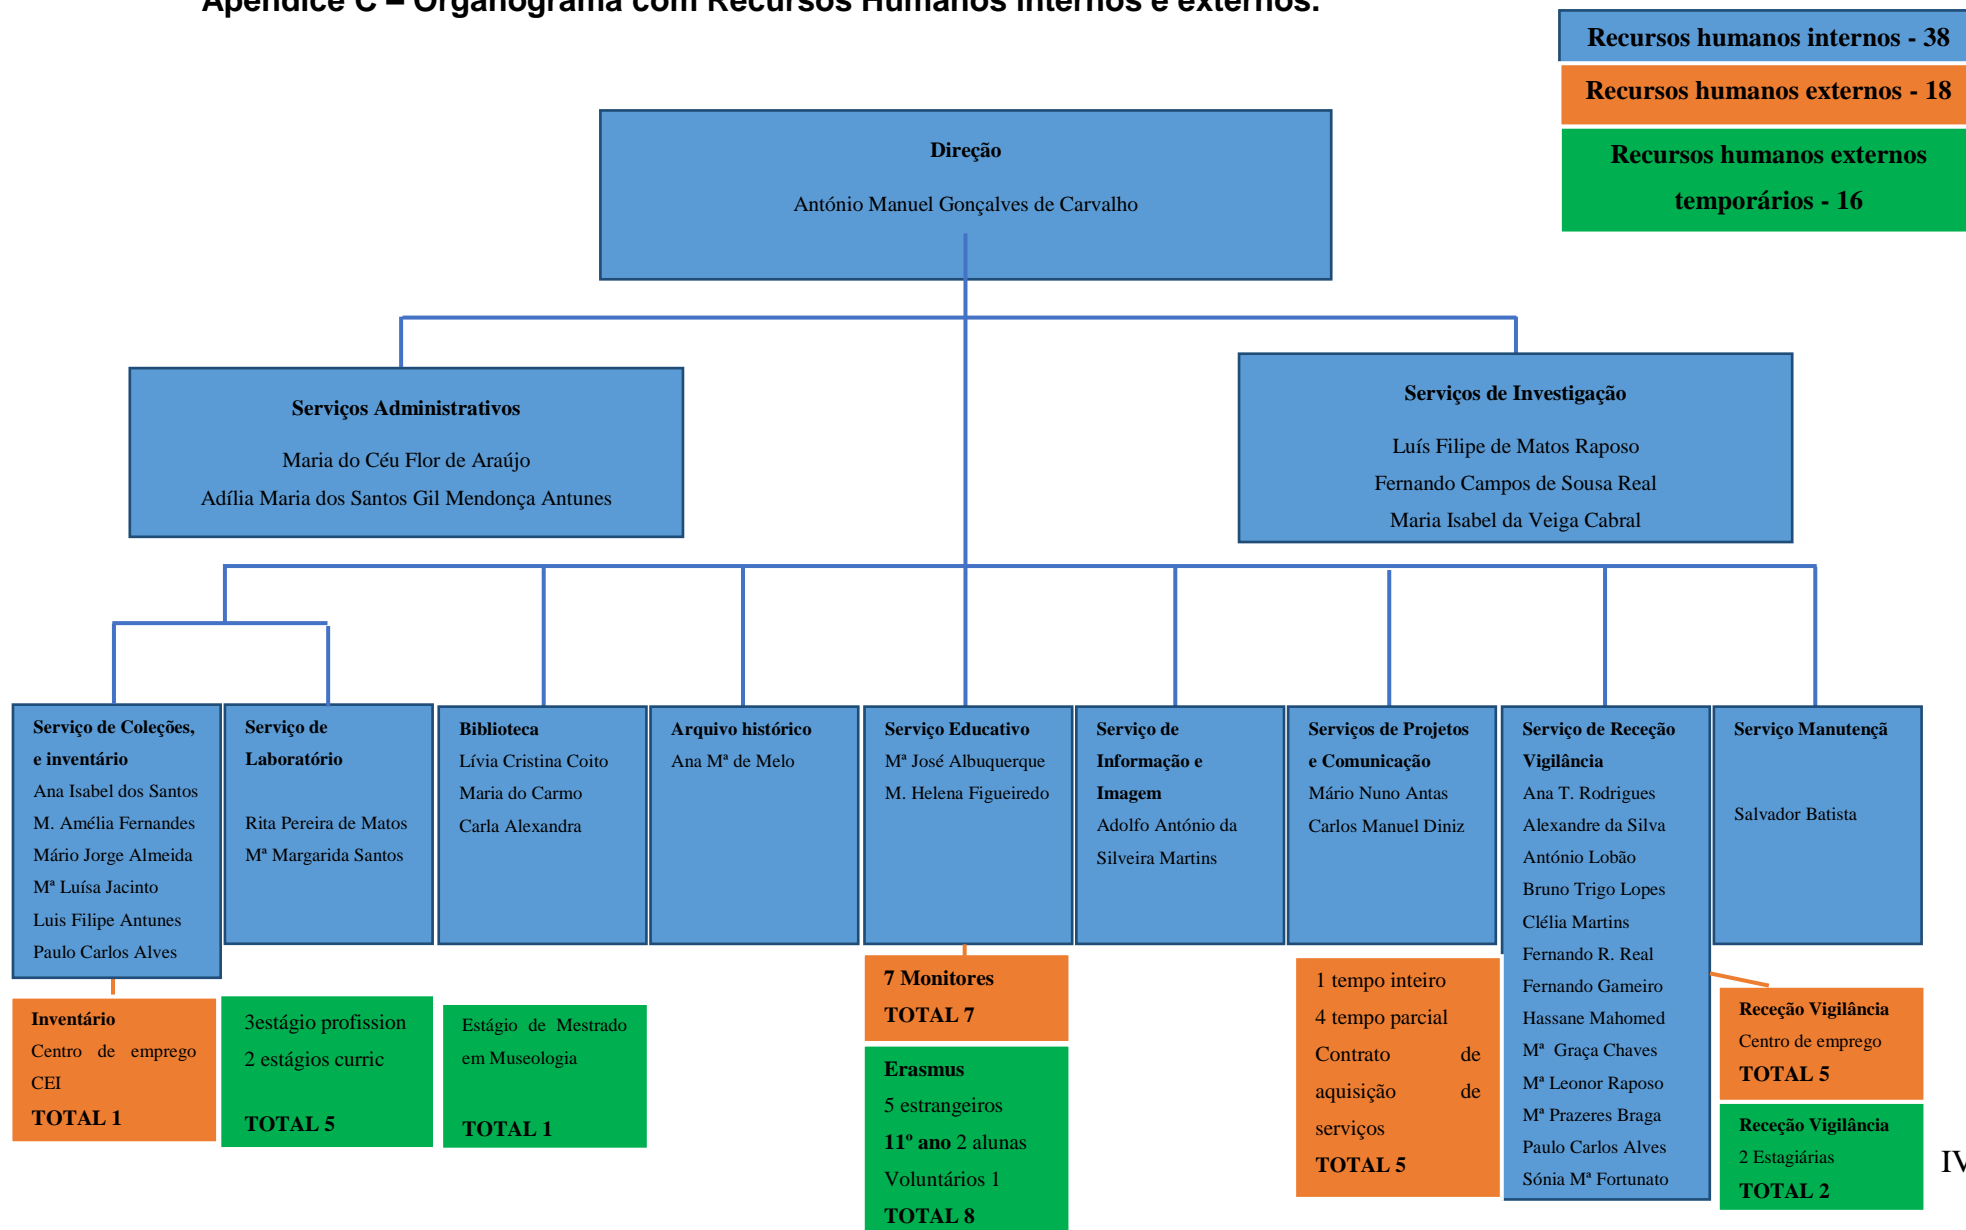 Apêndice C – Organograma com Recursos Humanos internos e externos.
Recursos humanos internos - 38
Recursos humanos externos - 18
Recursos humanos externos
temporários - 16
Direção
António Manuel Gonçalves de Carvalho
Serviços Administrativos
Maria do Céu Flor de Araújo
Adília Maria dos Santos Gil Mendonça Antunes
Serviços de Investigação
Luís Filipe de Matos Raposo
Fernando Campos de Sousa Real
Maria Isabel da Veiga Cabral
Serviço de Coleções,
e inventário
Ana Isabel dos Santos
M. Amélia Fernandes
Mário Jorge Almeida
Mª Luísa Jacinto
Luis Filipe Antunes
Paulo Carlos Alves
Serviço de
Laboratório
Rita Pereira de Matos
Mª Margarida Santos
Biblioteca
Lívia Cristina Coito
Maria do Carmo
Carla Alexandra
Arquivo histórico
Ana Mª de Melo
Serviço Educativo
Mª José Albuquerque
M. Helena Figueiredo
Serviço de
Informação e
Imagem
Adolfo António da
Silveira Martins
Serviços de Projetos
e Comunicação
Mário Nuno Antas
Carlos Manuel Diniz
Serviço de Receção
Vigilância
Ana T. Rodrigues
Alexandre da Silva
António Lobão
Bruno Trigo Lopes
Clélia Martins
Fernando R. Real
Fernando Gameiro
Hassane Mahomed
Mª Graça Chaves
Mª Leonor Raposo
Mª Prazeres Braga
Paulo Carlos Alves
Sónia Mª Fortunato
Serviço Manutençã
Salvador Batista
Inventário
Centro de emprego
CEI
TOTAL 1
3estágio profission
2 estágios curric
TOTAL 5
Estágio de Mestrado
em Museologia
TOTAL 1
7 Monitores
TOTAL 7
Erasmus
5 estrangeiros
11º ano 2 alunas
Voluntários 1
TOTAL 8
1 tempo inteiro
4 tempo parcial
Contrato de
aquisição de
serviços
TOTAL 5
Receção Vigilância
Centro de emprego
TOTAL 5
Receção Vigilância
2 Estagiárias
TOTAL 2
IV